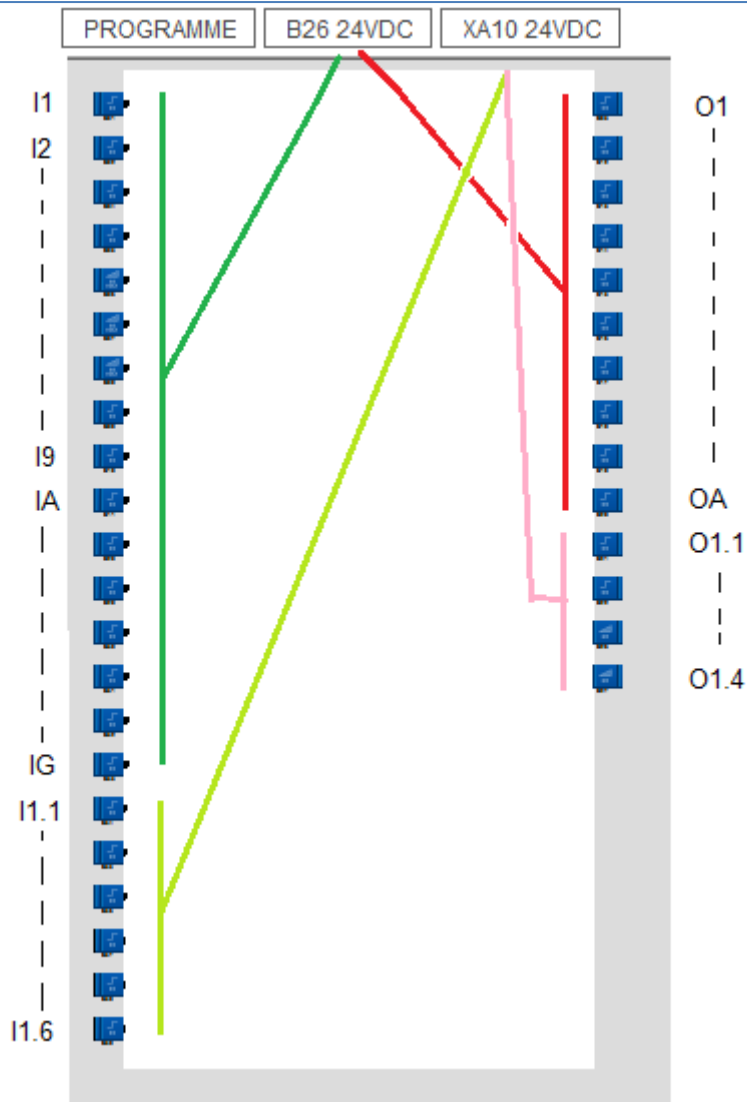 PROGRAMME B26 24VDC XA10 24VDC
I1 O1
I2
I9
IA OA
O1.1
O1.4
IG
I1.1
I1.6